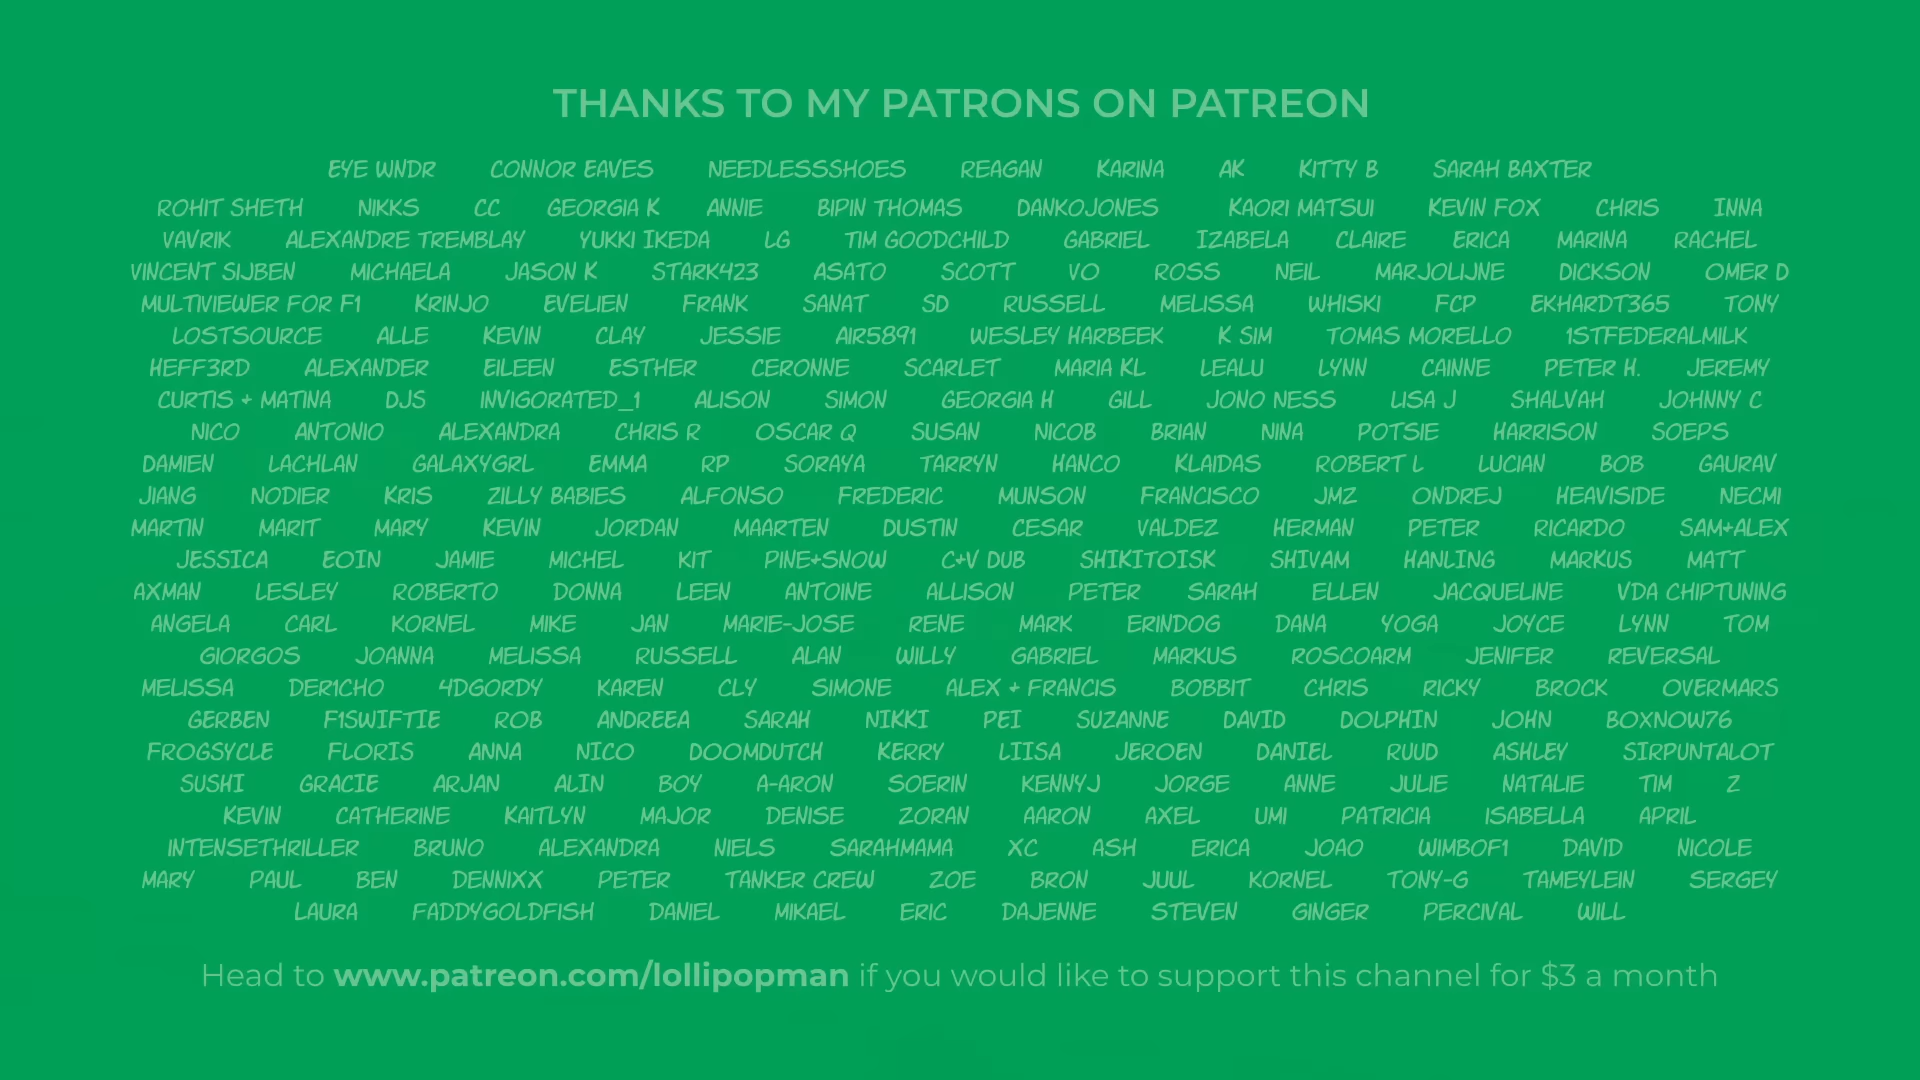 THANKS TO MY PATRONS ON PATREON
EYE WNDR CONNOR EAVES NEEDLESSSHOES REAGAN KARINA AK KITTY B SARAH BAXTER
ROHIT SHETH NIKKS CC GEORGIA K ANNIE BIPIN THOMAS DANKOJONES KAORI MATSUI KEVIN FOX CHRIS INNA
VAVRIK ALEXANDRE TREMBLAY YUKKI IKEDA LG TIM GOODCHILD GABRIEL IZABELA CLAIRE ERICA MARINA RACHEL
VINCENT SIJBEN MICHAELA JASON K STARK423 ASATO SCOTT VO ROSS NEIL MARJOLIJNE DICKSON OMER D
MULTIVIEWER FOR F1 KRINJO EVELIEN FRANK SANAT SD RUSSELL MELISSA WHISKI FCP EKHARDT365 TONY
LOSTSOURCE ALLE KEVIN CLAY JESSIE AIR5891 WESLEY HARBEEK K SIM TOMAS MORELLO 1STFEDERALMILK
HEFF3RD ALEXANDER EILEEN ESTHER CERONNE SCARLET MARIA KL LEALU LYNN CAINNE PETER H. JEREMY
CURTIS + MATINA DJS INVIGORATED_1 ALISON SIMON GEORGIA H GILL JONO NESS LISA J SHALVAH JOHNNY C
NICO ANTONIO ALEXANDRA CHRIS R OSCAR Q SUSAN NICOB BRIAN NINA POTSIE HARRISON SOEPS
DAMIEN LACHLAN GALAXYGRL EMMA RP SORAYA TARRYN HANCO KLAIDAS ROBERT L LUCIAN BOB GAURAV
JIANG NODIER KRIS ZILLY BABIES ALFONSO FREDERIC MUNSON FRANCISCO JMZ ONDREJ HEAVISIDE NECMI
MARTIN MARIT MARY KEVIN JORDAN MAARTEN DUSTIN CESAR VALDEZ HERMAN PETER RICARDO SAM+ALEX
JESSICA EOIN JAMIE MICHEL KIT PINE+SNOW C+V DUB SHIKITOISK SHIVAM HANLING MARKUS MATT
AXMAN LESLEY ROBERTO DONNA LEEN ANTOINE ALLISON PETER SARAH ELLEN JACQUELINE VDA CHIPTUNING
ANGELA CARL KORNEL MIKE JAN MARIE-JOSE RENE MARK ERINDOG DANA YOGA JOYCE LYNN TOM
GIORGOS JOANNA MELISSA RUSSELL ALAN WILLY GABRIEL MARKUS ROSCOARM JENIFER REVERSAL
MELISSA DER1CHO 4DGORDY KAREN CLY SIMONE ALEX + FRANCIS BOBBIT CHRIS RICKY BROCK OVERMARS
GERBEN F1SWIFTIE ROB ANDREEA SARAH NIKKI PEI SUZANNE DAVID DOLPHIN JOHN BOXNOW76
FROGSYCLE FLORIS ANNA NICO DOOMDUTCH KERRY LIISA JEROEN DANIEL RUUD ASHLEY SIRPUNTALOT
SUSHI GRACIE ARJAN ALIN BOY A-ARON SOERIN KENNYJ JORGE ANNE JULIE NATALIE TIM Z
KEVIN CATHERINE KAITLYN MAJOR DENISE ZORAN AARON AXEL UMI PATRICIA ISABELLA APRIL
INTENSETHRILLER BRUNO ALEXANDRA NIELS SARAHMAMA XC ASH ERICA JOAO WIMBOF1 DAVID NICOLE
MARY PAUL BEN DENNIXX PETER TANKER CREW ZOE BRON JUUL KORNEL TONY-G TAMEYLEIN SERGEY
LAURA FADDYGOLDFISH DANIEL MIKAEL ERIC DAJENNE STEVEN GINGER PERCIVAL WILL
Head to www.patreon.com/lollipopman if you would like to support this channel for $3 a month